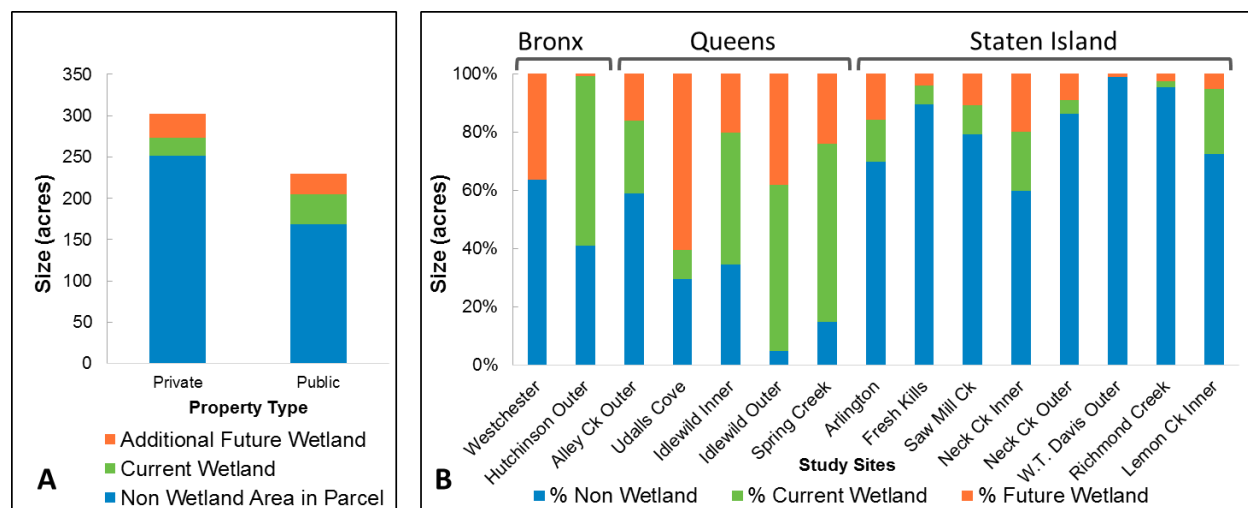 350
300
250
200
150
100
50
0
Size (acres)
Private
Public
Property Type
Additional Future Wetland
Current Wetland
Non Wetland Area in Parcel
A
Bronx
Queens
Staten Island
100%
80%
60%
40%
20%
0%
Size (acres)
Westchester
Hutchinson Outer
Alley Ck Outer
Udalls Cove
Idlewild Inner
Idlewild Outer
Spring Creek
Arlington
Fresh Kills
Saw Mill Ck
Neck Ck Inner
Neck Ck Outer
W.T. Davis Outer
Richmond Creek
Lemon Ck Inner
Study Sites
% Non Wetland
% Current Wetland
% Future Wetland
B